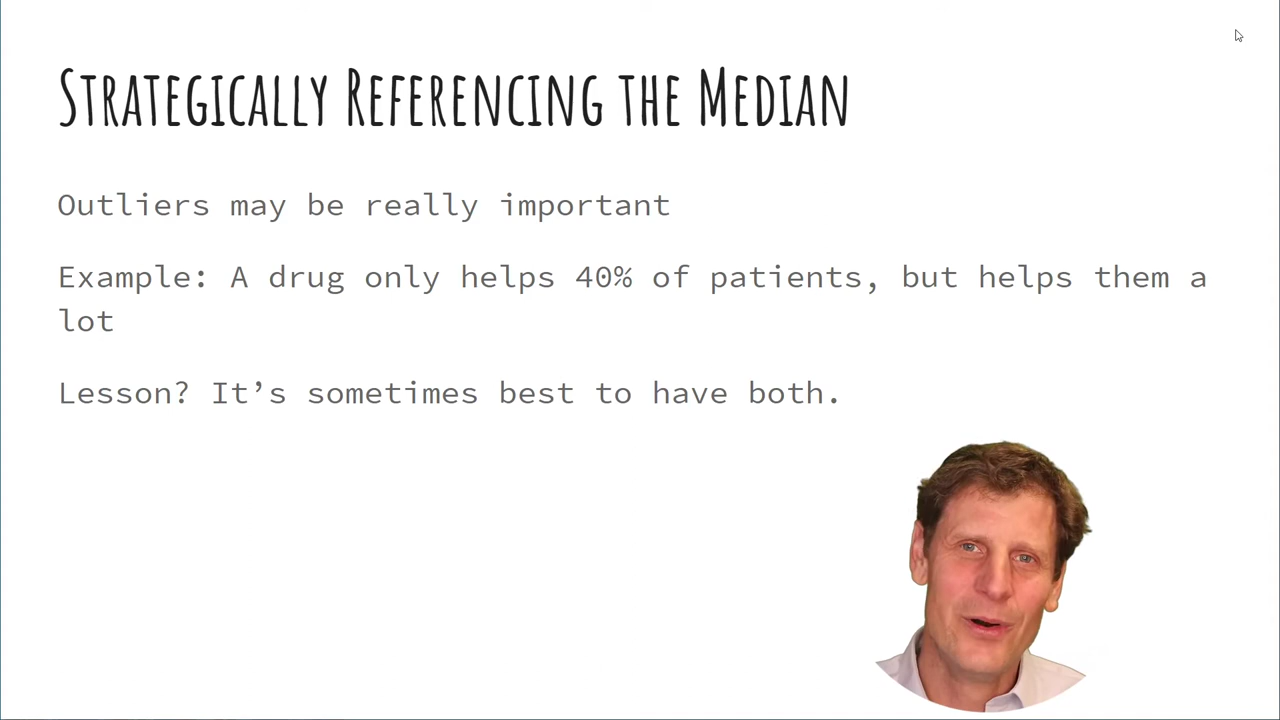 Strategically Referencing the Median
Outliers may be really important
Example: A drug only helps 40% of patients, but helps them a
lot
Lesson? It’s sometimes best to have both.